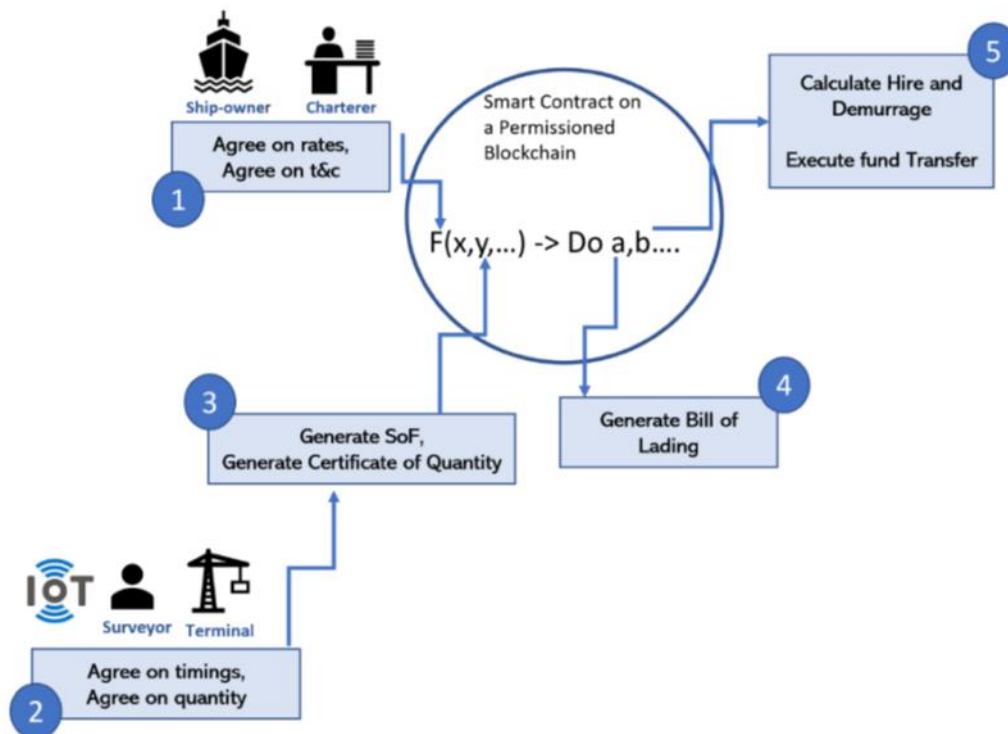 Ship-owner
Charterer
Agree on rates,
Agree on t&c
1
Smart Contract on
a Permissioned
Blockchain
F(x,y,...) -> Do a,b....
5
Calculate Hire and
Demurrage
Execute fund Transfer
3
Generate SoF,
Generate Certificate of Quantity
4
Generate Bill of
Lading
IoT
Surveyor
Terminal
Agree on timings,
Agree on quantity
2